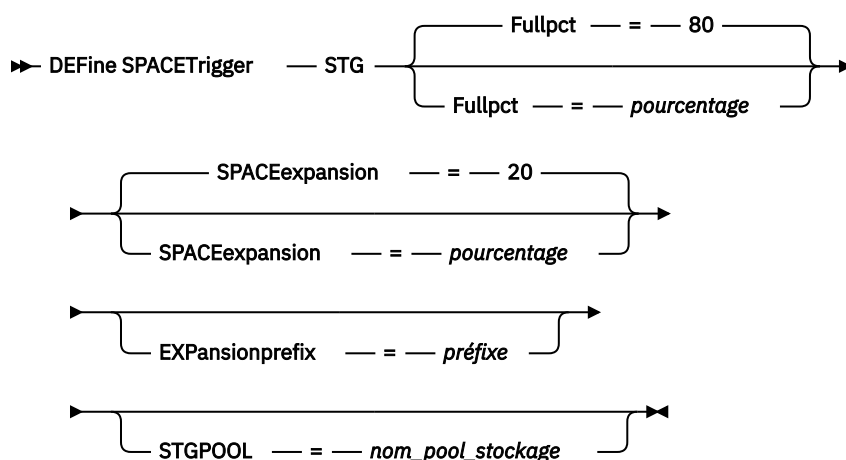 Fullpct = 80
DEFine SPACETrigger STG
Fullpct = pourcentage
SPACEexpansion = 20
SPACEexpansion = pourcentage
EXPansionprefix = préfixe
STGPOOL = nom_pool_stockage